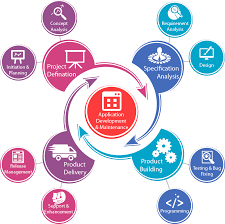 Concept
Analysis
Requirement
Analysis
Initiation &
Planning
Design
Project
Defination
Specification
Analysis
Application
Development
& Maintenance
Product
Delivery
Product
Building
Release
Management
Testing & Bug
Fixing
Support &
Enhancement
Programming